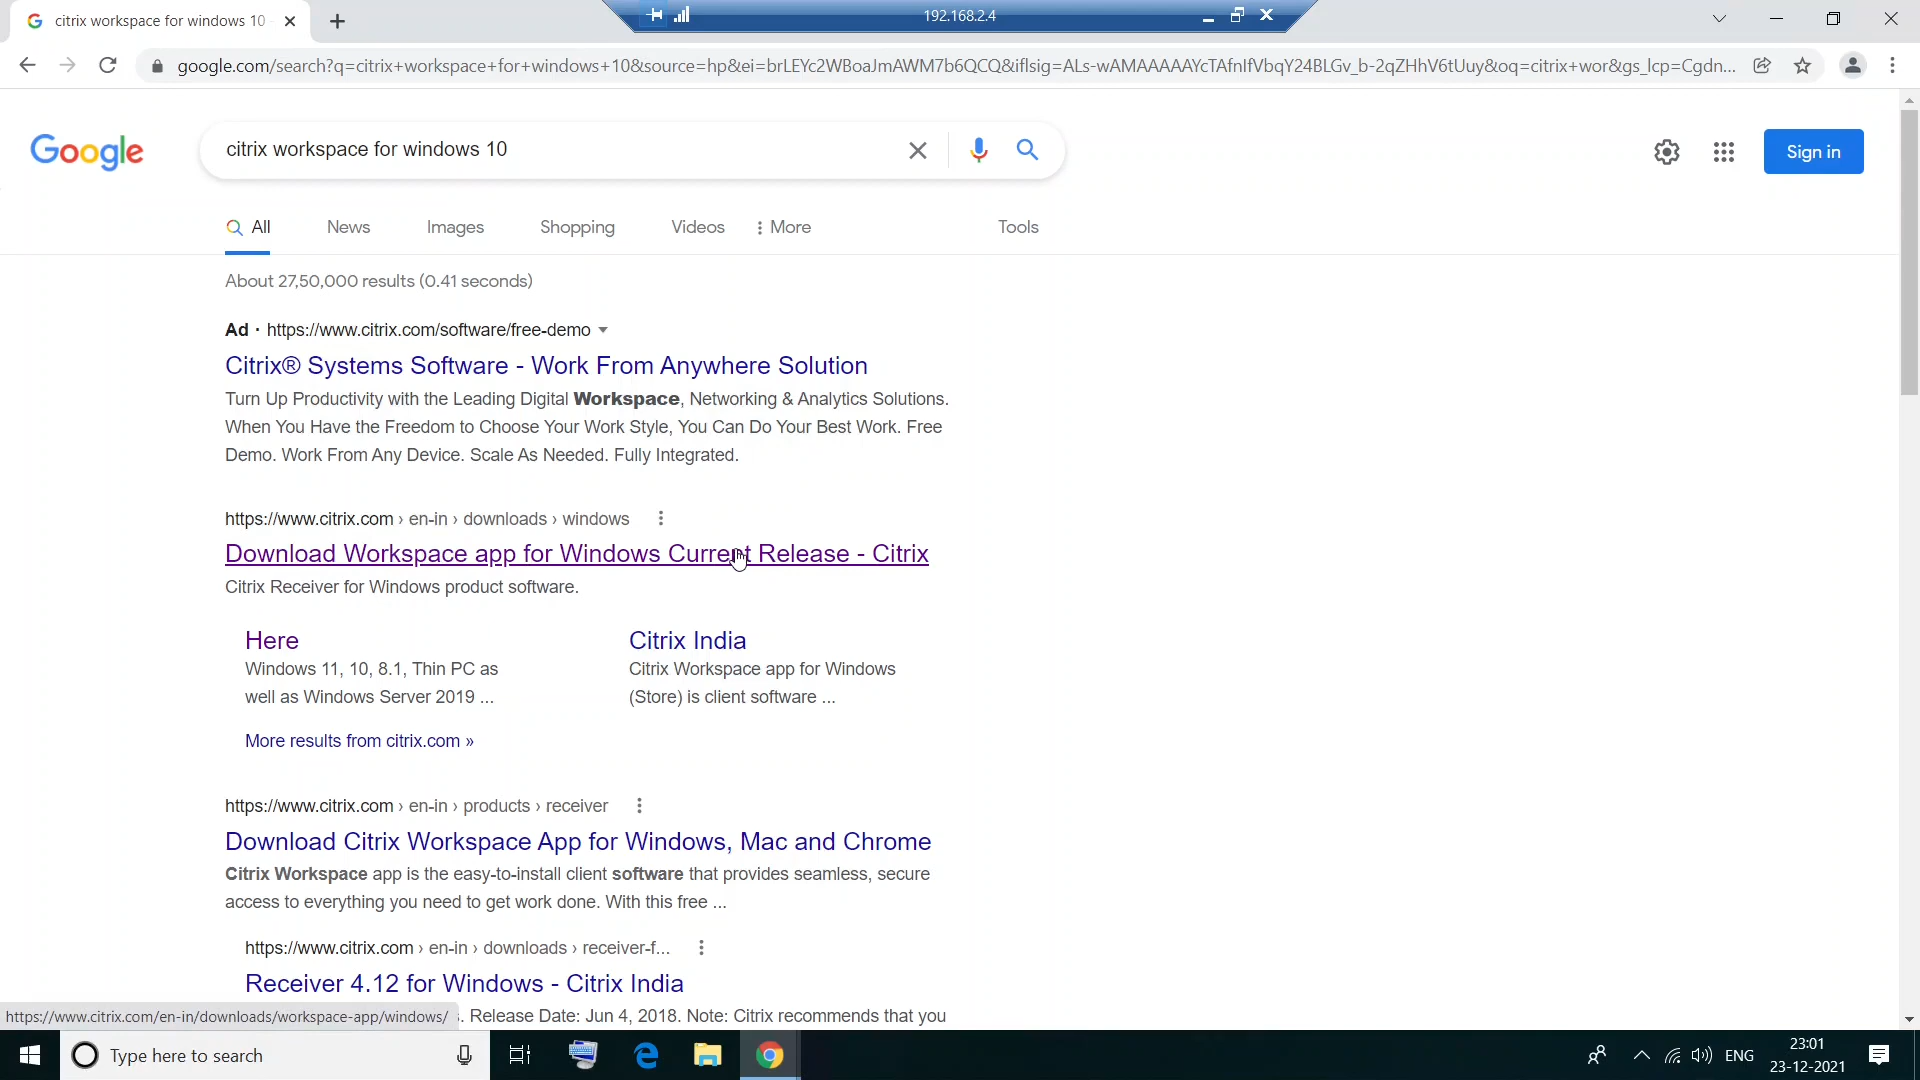 citrix workspace for windows 10
192.168.2.4
google.com/search?q=citrix+workspace+for+windows+10&source=hp&ei=brLEYc2WBoaJmAWM7b6QCQ&iflsig=ALs-wAMAAAAAYcTAfnIfVbqY24BLGv_b-2qZHhV6tUuy&oq=citrix+wor&gs_lcp=Cgdn...
Google
citrix workspace for windows 10
Sign in
All News Images Shopping Videos More Tools
About 27,50,000 results (0.41 seconds)
Ad · https://www.citrix.com/software/free-demo
Citrix® Systems Software - Work From Anywhere Solution
Turn Up Productivity with the Leading Digital Workspace, Networking & Analytics Solutions.
When You Have the Freedom to Choose Your Work Style, You Can Do Your Best Work. Free
Demo. Work From Any Device. Scale As Needed. Fully Integrated.
https://www.citrix.com › en-in › downloads › windows
Download Workspace app for Windows Current Release - Citrix
Citrix Receiver for Windows product software.
Here
Windows 11, 10, 8.1, Thin PC as
well as Windows Server 2019 ...
Citrix India
Citrix Workspace app for Windows
(Store) is client software ...
More results from citrix.com »
https://www.citrix.com › en-in › products › receiver
Download Citrix Workspace App for Windows, Mac and Chrome
Citrix Workspace app is the easy-to-install client software that provides seamless, secure
access to everything you need to get work done. With this free ...
https://www.citrix.com › en-in › downloads › receiver-f...
Receiver 4.12 for Windows - Citrix India
. Release Date: Jun 4, 2018. Note: Citrix recommends that you
https://www.citrix.com/en-in/downloads/workspace-app/windows/
Type here to search
ENG
23:01
23-12-2021